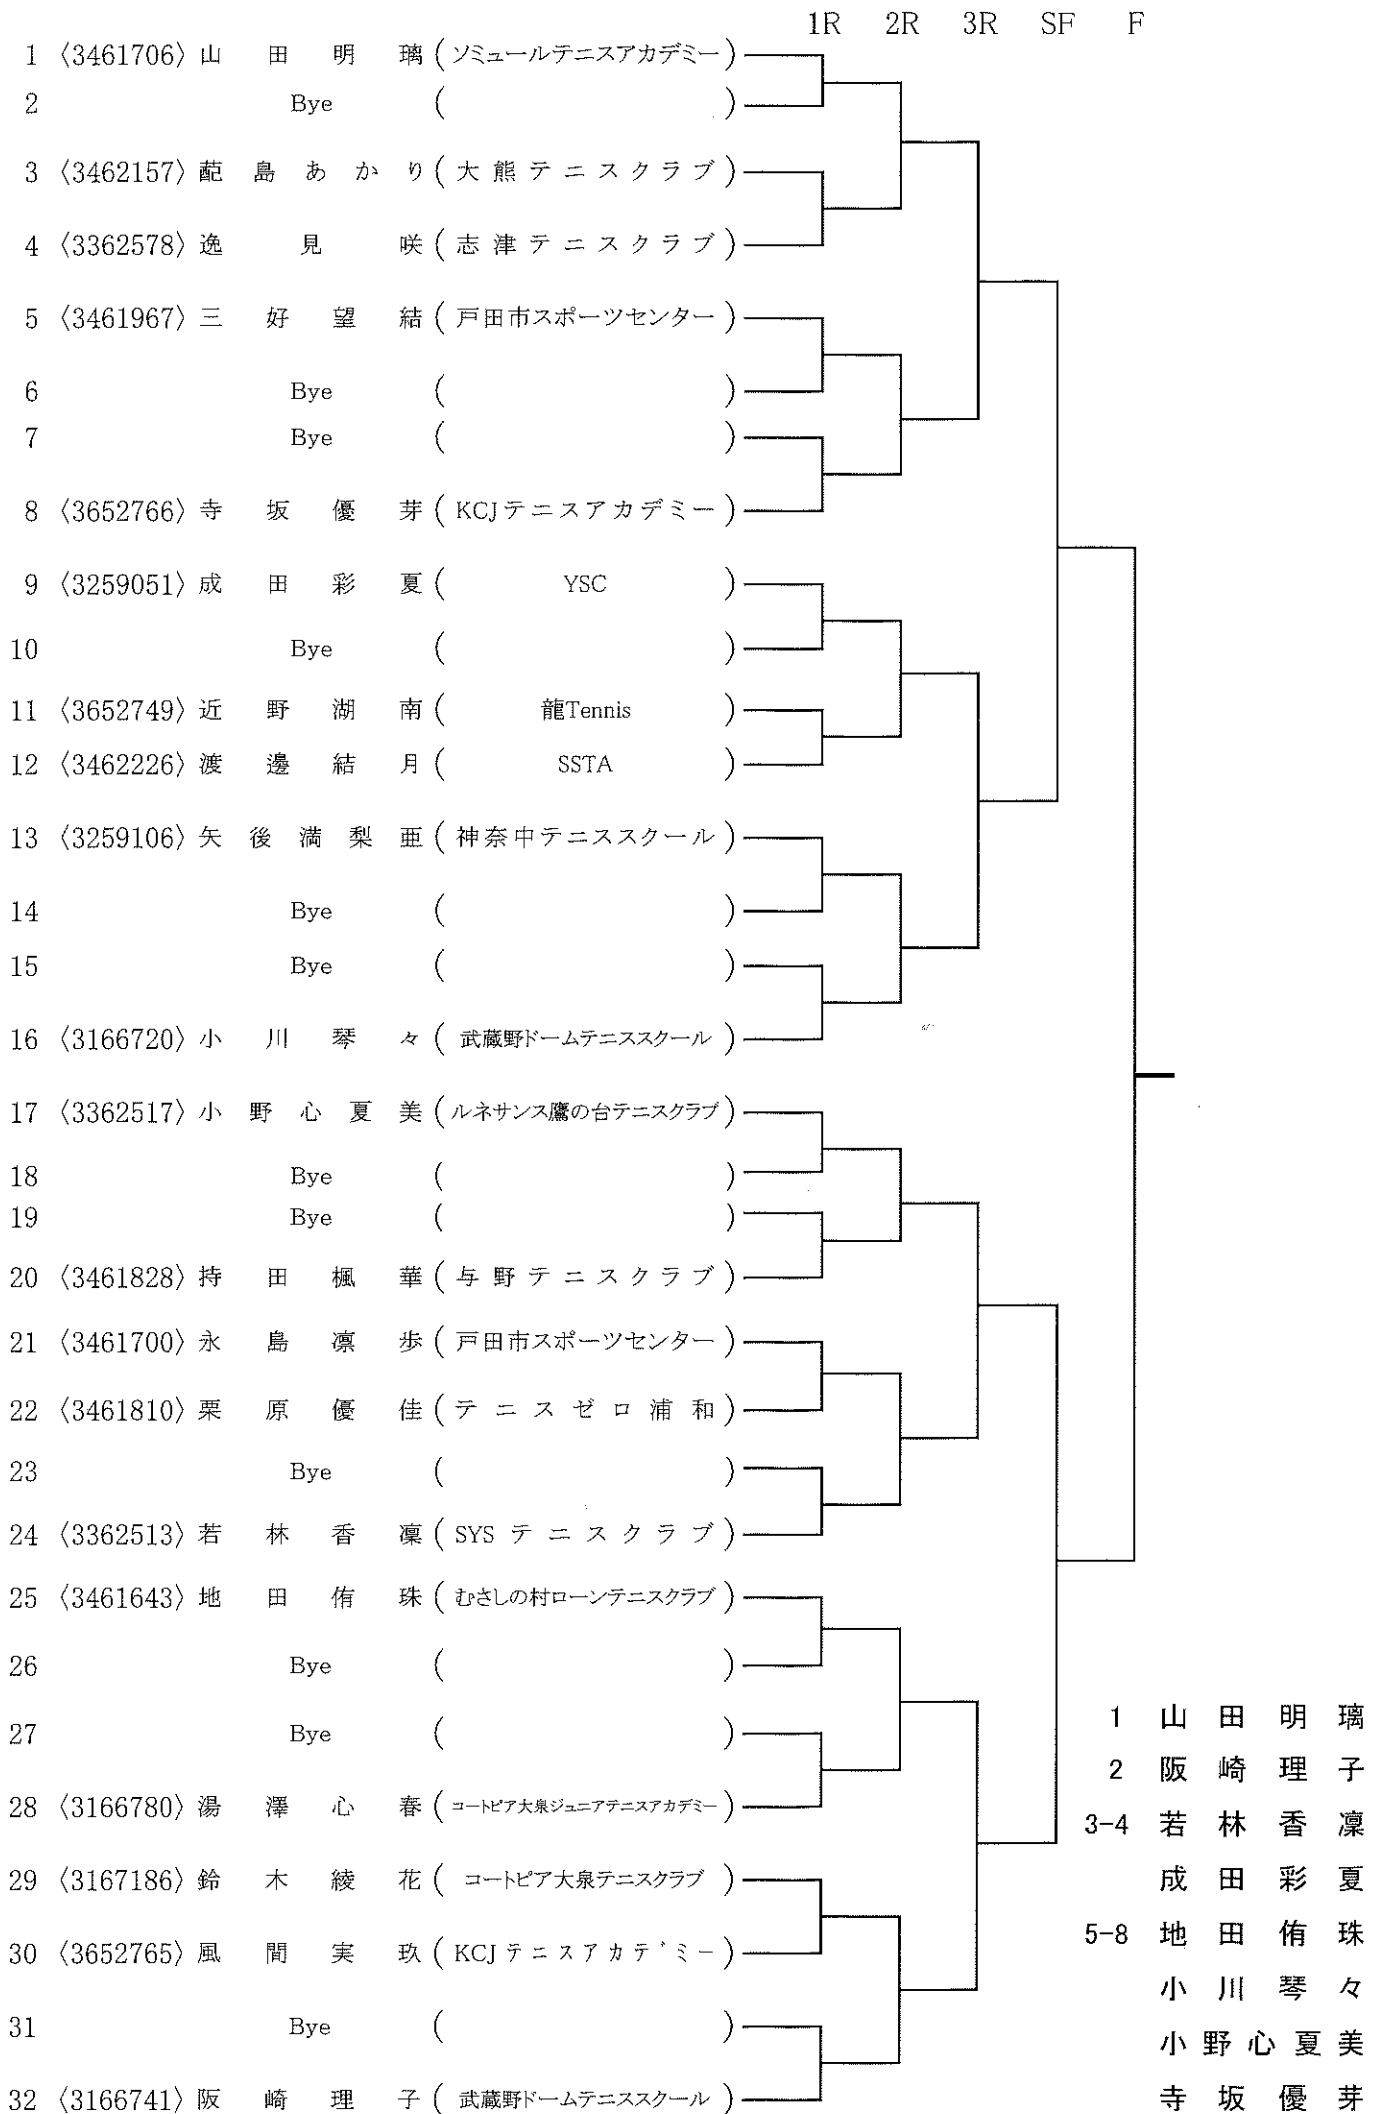 1R 2R 3R SF F
1 〈3461706〉 山田明璃 (ソミュールテニスアカデミー)
2 Bye ( )
3 〈3462157〉 蓜島あかり (大熊テニスクラブ)
4 〈3362578〉 逸見咲 (志津テニスクラブ)
5 〈3461967〉 三好望結 (戸田市スポーツセンター)
6 Bye ( )
7 Bye ( )
8 〈3652766〉 寺坂優芽 (KCJテニスアカデミー)
9 〈3259051〉 成田彩夏 (YSC)
10 Bye ( )
11 〈3652749〉 近野湖南 (龍Tennis)
12 〈3462226〉 渡邊結月 (SSTA)
13 〈3259106〉 矢後満梨亜 (神奈中テニススクール)
14 Bye ( )
15 Bye ( )
16 〈3166720〉 小川琴々 (武蔵野ドームテニススクール)
17 〈3362517〉 小野心夏美 (ルネサンス鷹の台テニスクラブ)
18 Bye ( )
19 Bye ( )
20 〈3461828〉 持田楓華 (与野テニスクラブ)
21 〈3461700〉 永島凛歩 (戸田市スポーツセンター)
22 〈3461810〉 栗原優佳 (テニスゼロ浦和)
23 Bye ( )
24 〈3362513〉 若林香凜 (SYSテニスクラブ)
25 〈3461643〉 地田侑珠 (むさしの村ローンテニスクラブ)
26 Bye ( )
27 Bye ( )
28 〈3166780〉 湯澤心春 (コートピア大泉ジュニアテニスアカデミー)
29 〈3167186〉 鈴木綾花 (コートピア大泉テニスクラブ)
30 〈3652765〉 風間実玖 (KCJテニスアカデミー)
31 Bye ( )
32 〈3166741〉 阪崎理子 (武蔵野ドームテニススクール)
1 山田明璃
2 阪崎理子
3-4 若林香凜
成田彩夏
5-8 地田侑珠
小川琴々
小野心夏美
寺坂優芽